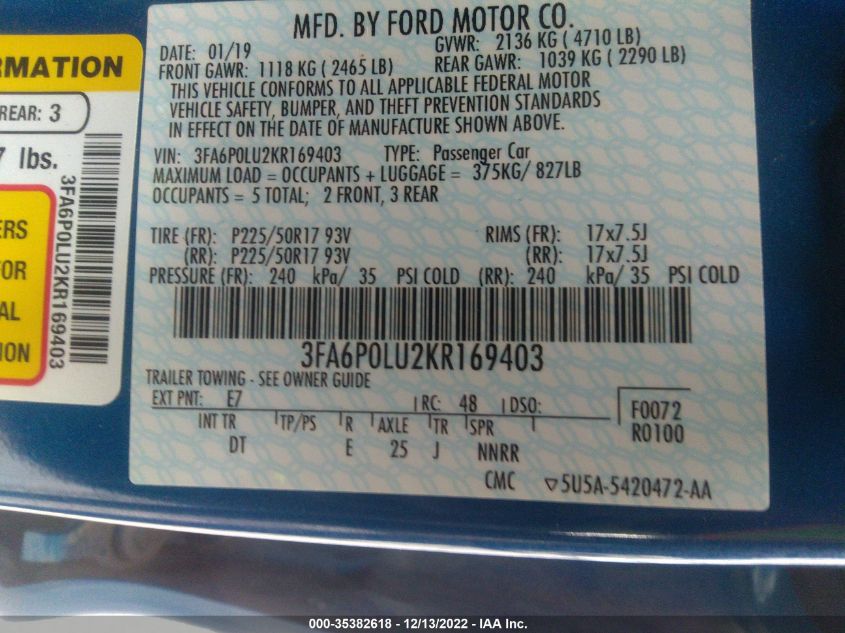 MFD. BY FORD MOTOR CO.
DATE: 01/19 GVWR: 2136 KG ( 4710 LB)
FRONT GAWR: 1118 KG ( 2465 LB) REAR GAWR: 1039 KG ( 2290 LB)
THIS VEHICLE CONFORMS TO ALL APPLICABLE FEDERAL MOTOR
VEHICLE SAFETY, BUMPER, AND THEFT PREVENTION STANDARDS
IN EFFECT ON THE DATE OF MANUFACTURE SHOWN ABOVE.
VIN: 3FA6P0LU2KR169403 TYPE: Passenger Car
MAXIMUM LOAD = OCCUPANTS + LUGGAGE = 375KG/ 827LB
OCCUPANTS = 5 TOTAL; 2 FRONT, 3 REAR
TIRE (FR): P225/50R17 93V RIMS (FR): 17x7.5J
(RR): P225/50R17 93V (RR): 17x7.5J
PRESSURE (FR): 240 kPa/ 35 PSI COLD (RR): 240 kPa/ 35 PSI COLD
3FA6P0LU2KR169403
TRAILER TOWING - SEE OWNER GUIDE
EXT PNT: E7 RC: 48 DSO: F0072
INT TR TP/PS R AXLE TR SPR R0100
DT E 25 J NNRR
CMC ▽5U5A-5420472-AA
REAR: 3
lbs.
3FA6P0LU2KR169403
3-000-35382618 - 12/13/2022 - IAA Inc.